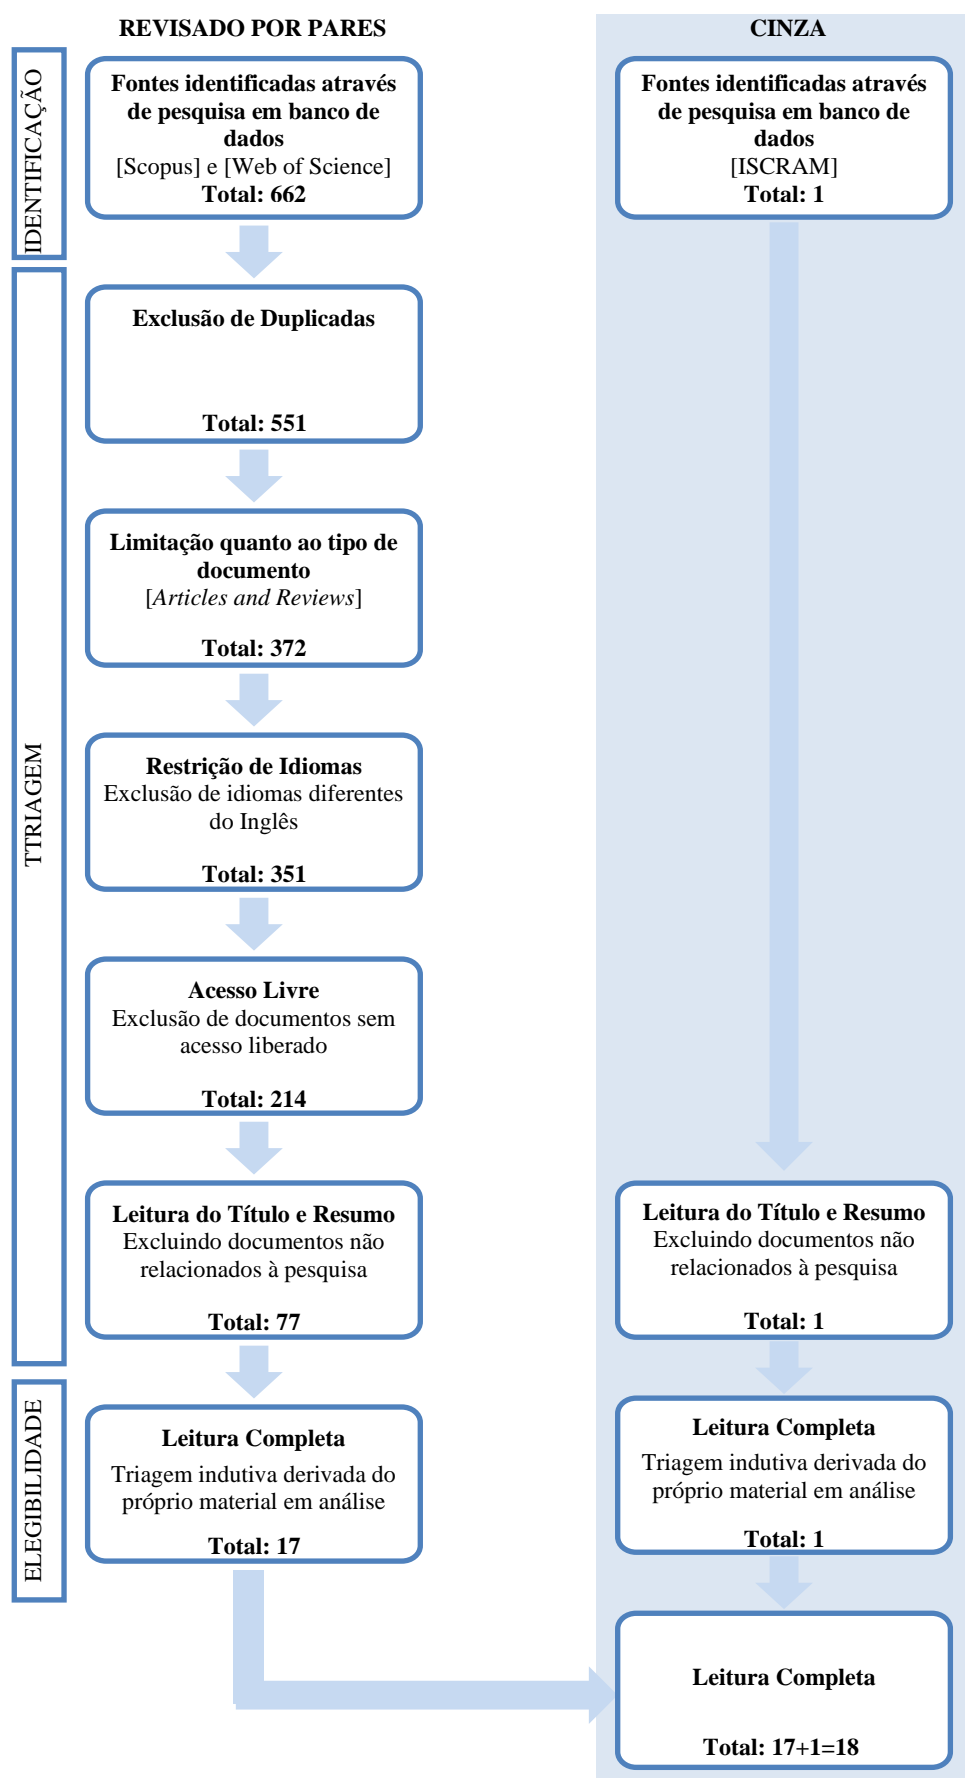 REVISADO POR PARES
CINZA
IDENTIFICAÇÃO
Fontes identificadas através
de pesquisa em banco de
dados
[Scopus] e [Web of Science]
Total: 662
Fontes identificadas através
de pesquisa em banco de
dados
[ISCRAM]
Total: 1
TTRIAGEM
Exclusão de Duplicadas
Total: 551
Limitação quanto ao tipo de
documento
[Articles and Reviews]
Total: 372
Restrição de Idiomas
Exclusão de idiomas diferentes
do Inglês
Total: 351
Acesso Livre
Exclusão de documentos sem
acesso liberado
Total: 214
Leitura do Título e Resumo
Excluindo documentos não
relacionados à pesquisa
Total: 77
Leitura do Título e Resumo
Excluindo documentos não
relacionados à pesquisa
Total: 1
ELEGIBILIDADE
Leitura Completa
Triagem indutiva derivada do
próprio material em análise
Total: 17
Leitura Completa
Triagem indutiva derivada do
próprio material em análise
Total: 1
Leitura Completa
Total: 17+1=18